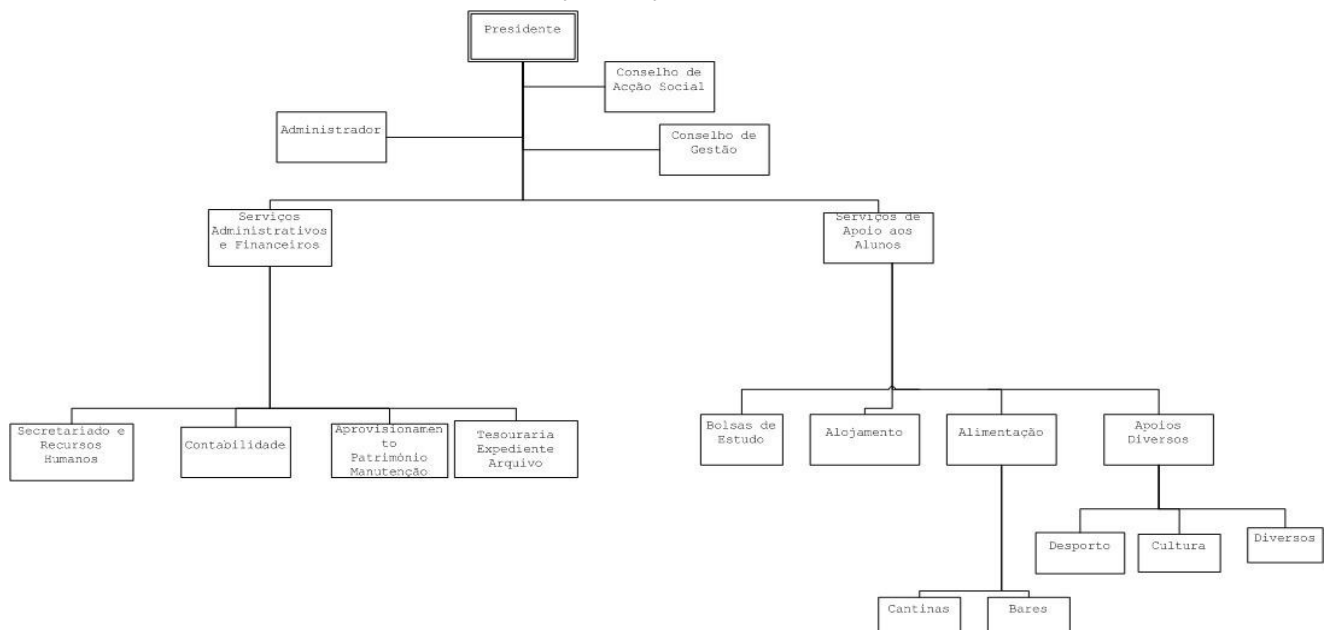 Presidente
Conselho de
Acção Social
Administrador
Conselho de
Gestão
Serviços
Administrativos
e Financeiros
Serviços de
Apoio aos
Alunos
Secretariado e
Recursos
Humanos
Contabilidade
Aprovisionamen
to
Património
Manutenção
Tesouraria
Expediente
Arquivo
Bolsas de
Estudo
Alojamento
Alimentação
Apoios
Diversos
Desporto
Cultura
Diversos
Cantinas
Bares